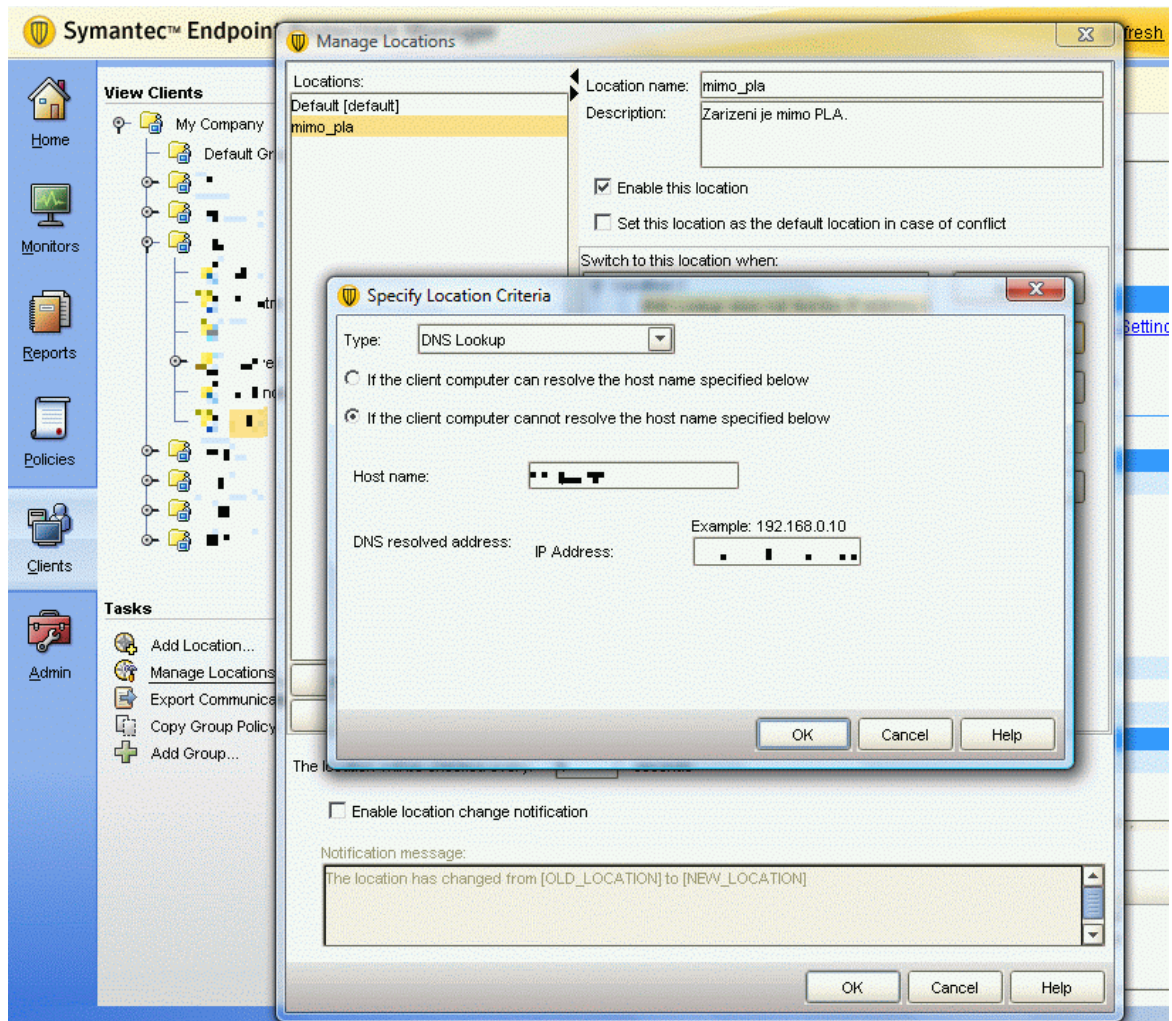 Symantec™ Endpoint
Manager
fresh
Home
Monitors
Reports
Policies
Clients
Admin
View Clients
My Company
Default Gr
Tasks
Add Location...
Manage Locations
Export Communica
Copy Group Policy
Add Group...
Manage Locations
Locations:
Default [default]
mimo_pla
Location name: mimo_pla
Description: Zarizeni je mimo PLA.
Enable this location
Set this location as the default location in case of conflict
Switch to this location when:
Setting
Specify Location Criteria
Type: DNS Lookup
If the client computer can resolve the host name specified below
If the client computer cannot resolve the host name specified below
Host name:
Example: 192.168.0.10
DNS resolved address: IP Address:
OK Cancel Help
Enable location change notification
Notification message:
The location has changed from [OLD_LOCATION] to [NEW_LOCATION]
OK Cancel Help